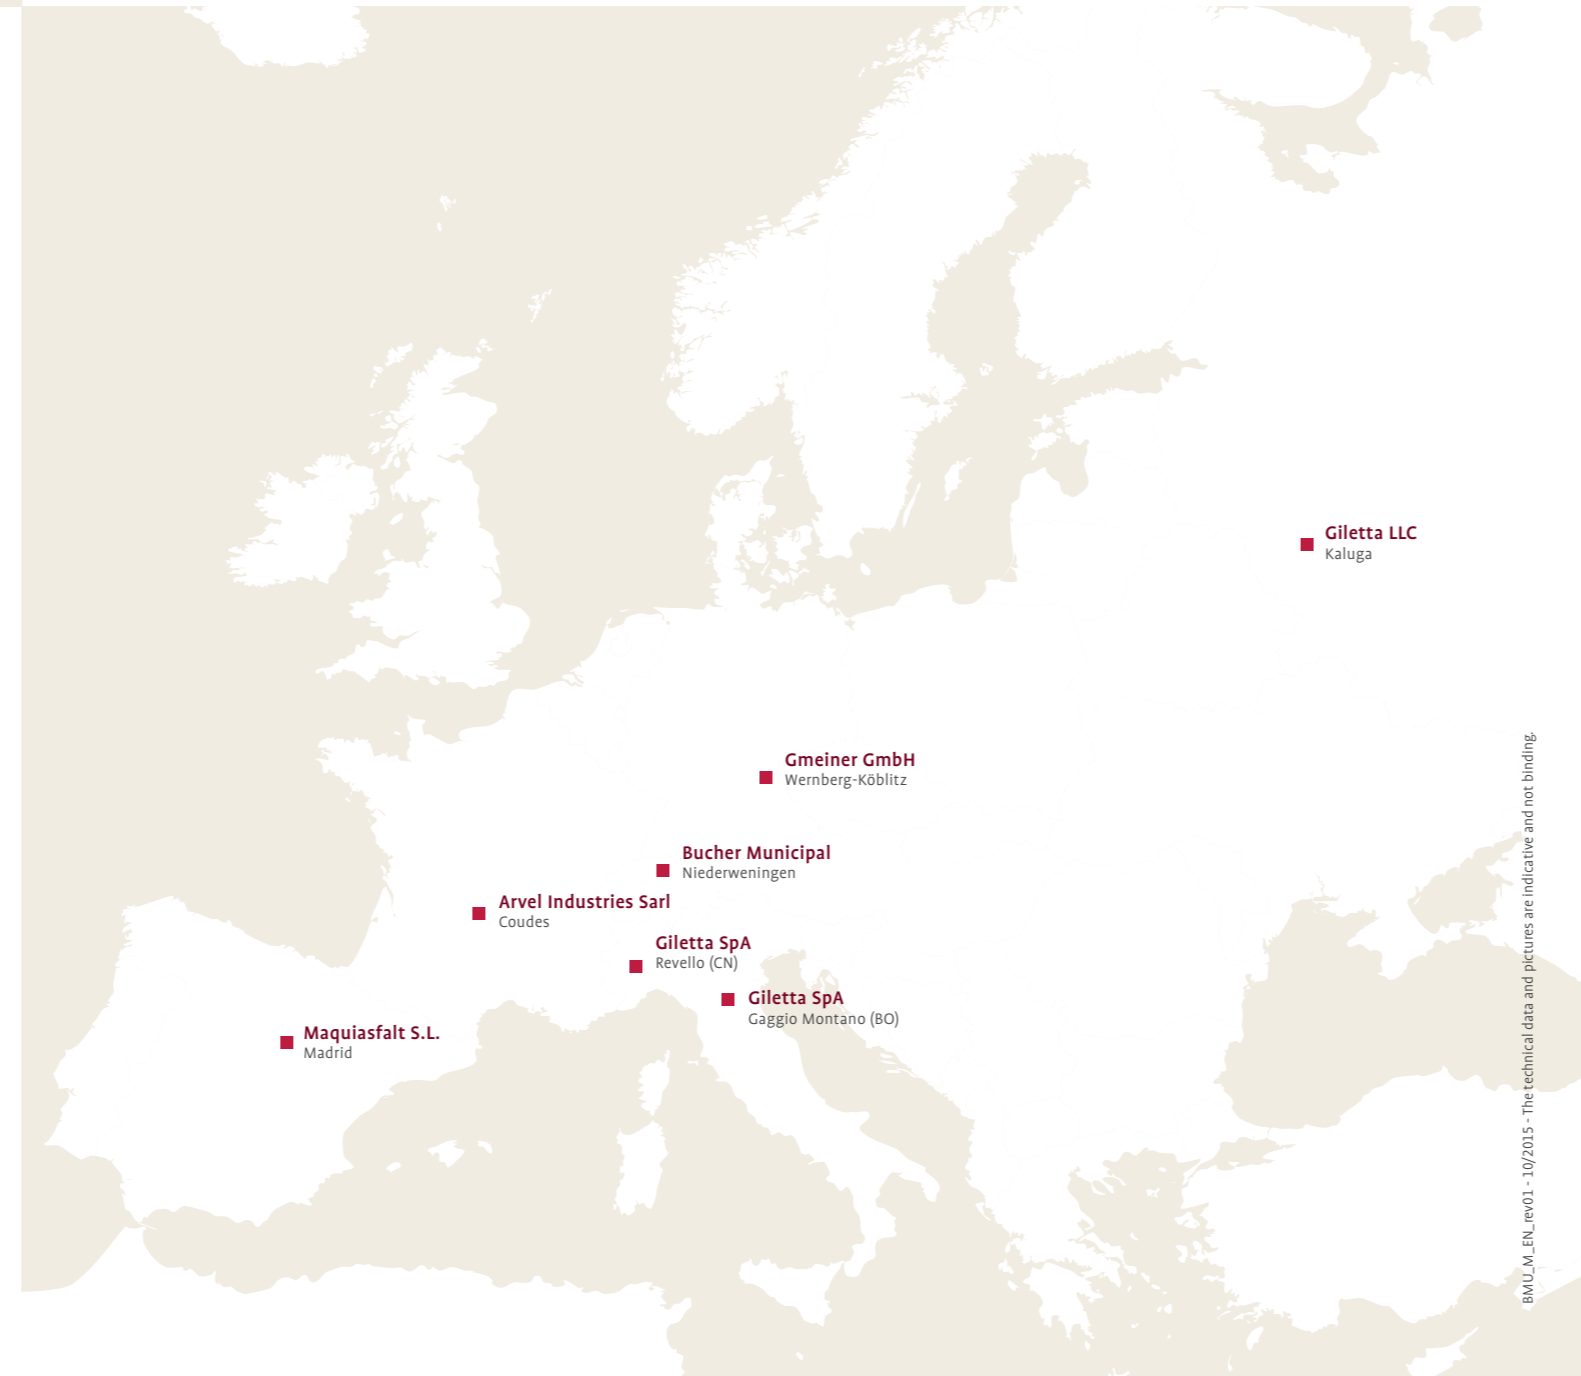 Giletta LLC
Kaluga
Gmeiner GmbH
Wernberg-Köblitz
Bucher Municipal
Niederweningen
Arvel Industries Sarl
Coudes
Giletta SpA
Revello (CN)
Giletta SpA
Gaggio Montano (BO)
Maquiasfalt S.L.
Madrid
BMU_M_EN_rev01 - 10/2015 - The technical data and pictures are indicative and not binding.